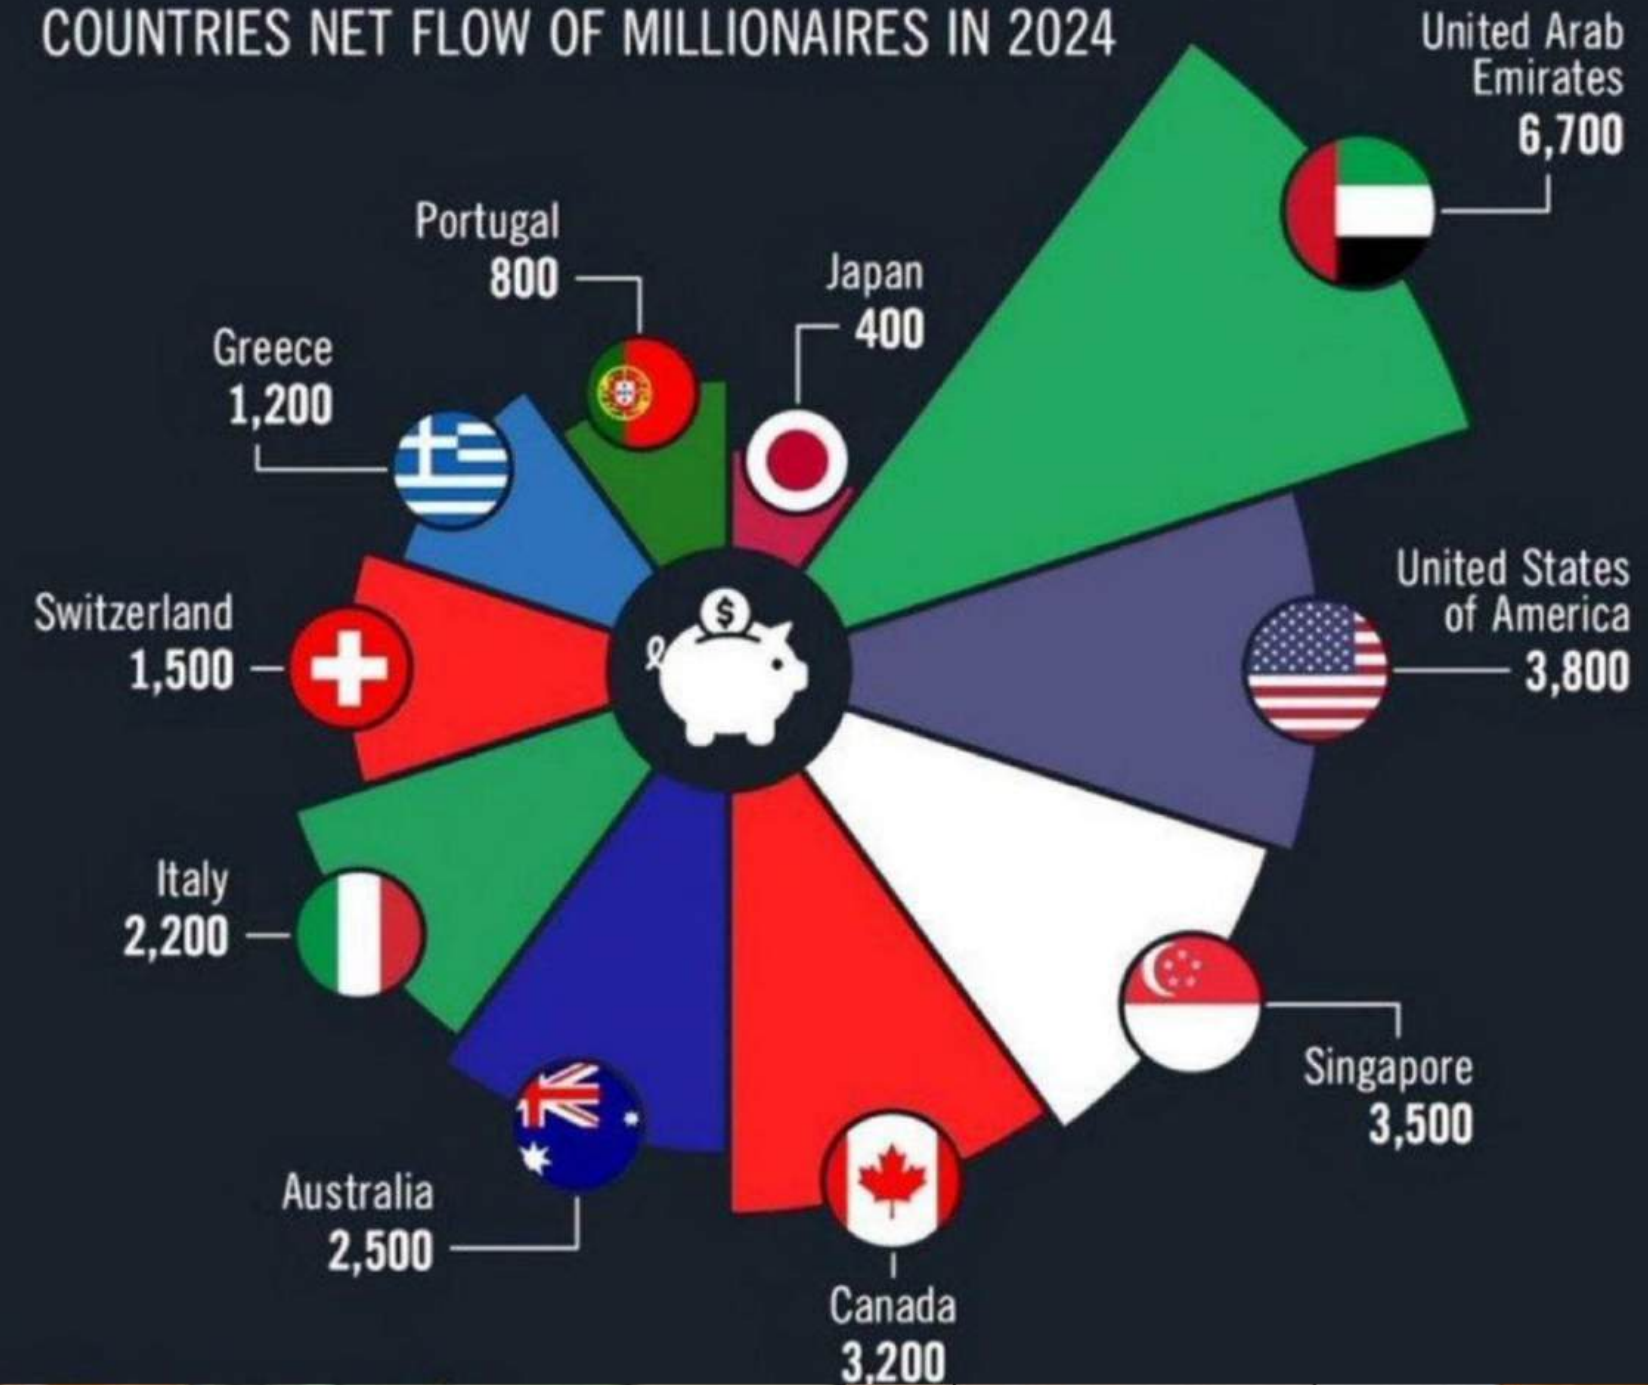 COUNTRIES NET FLOW OF MILLIONAIRES IN 2024
United Arab
Emirates
6,700
Portugal
800
Japan
400
Greece
1,200
$
United States
of America
3,800
Switzerland
1,500
Italy
2,200
Singapore
3,500
Australia
2,500
Canada
3,200